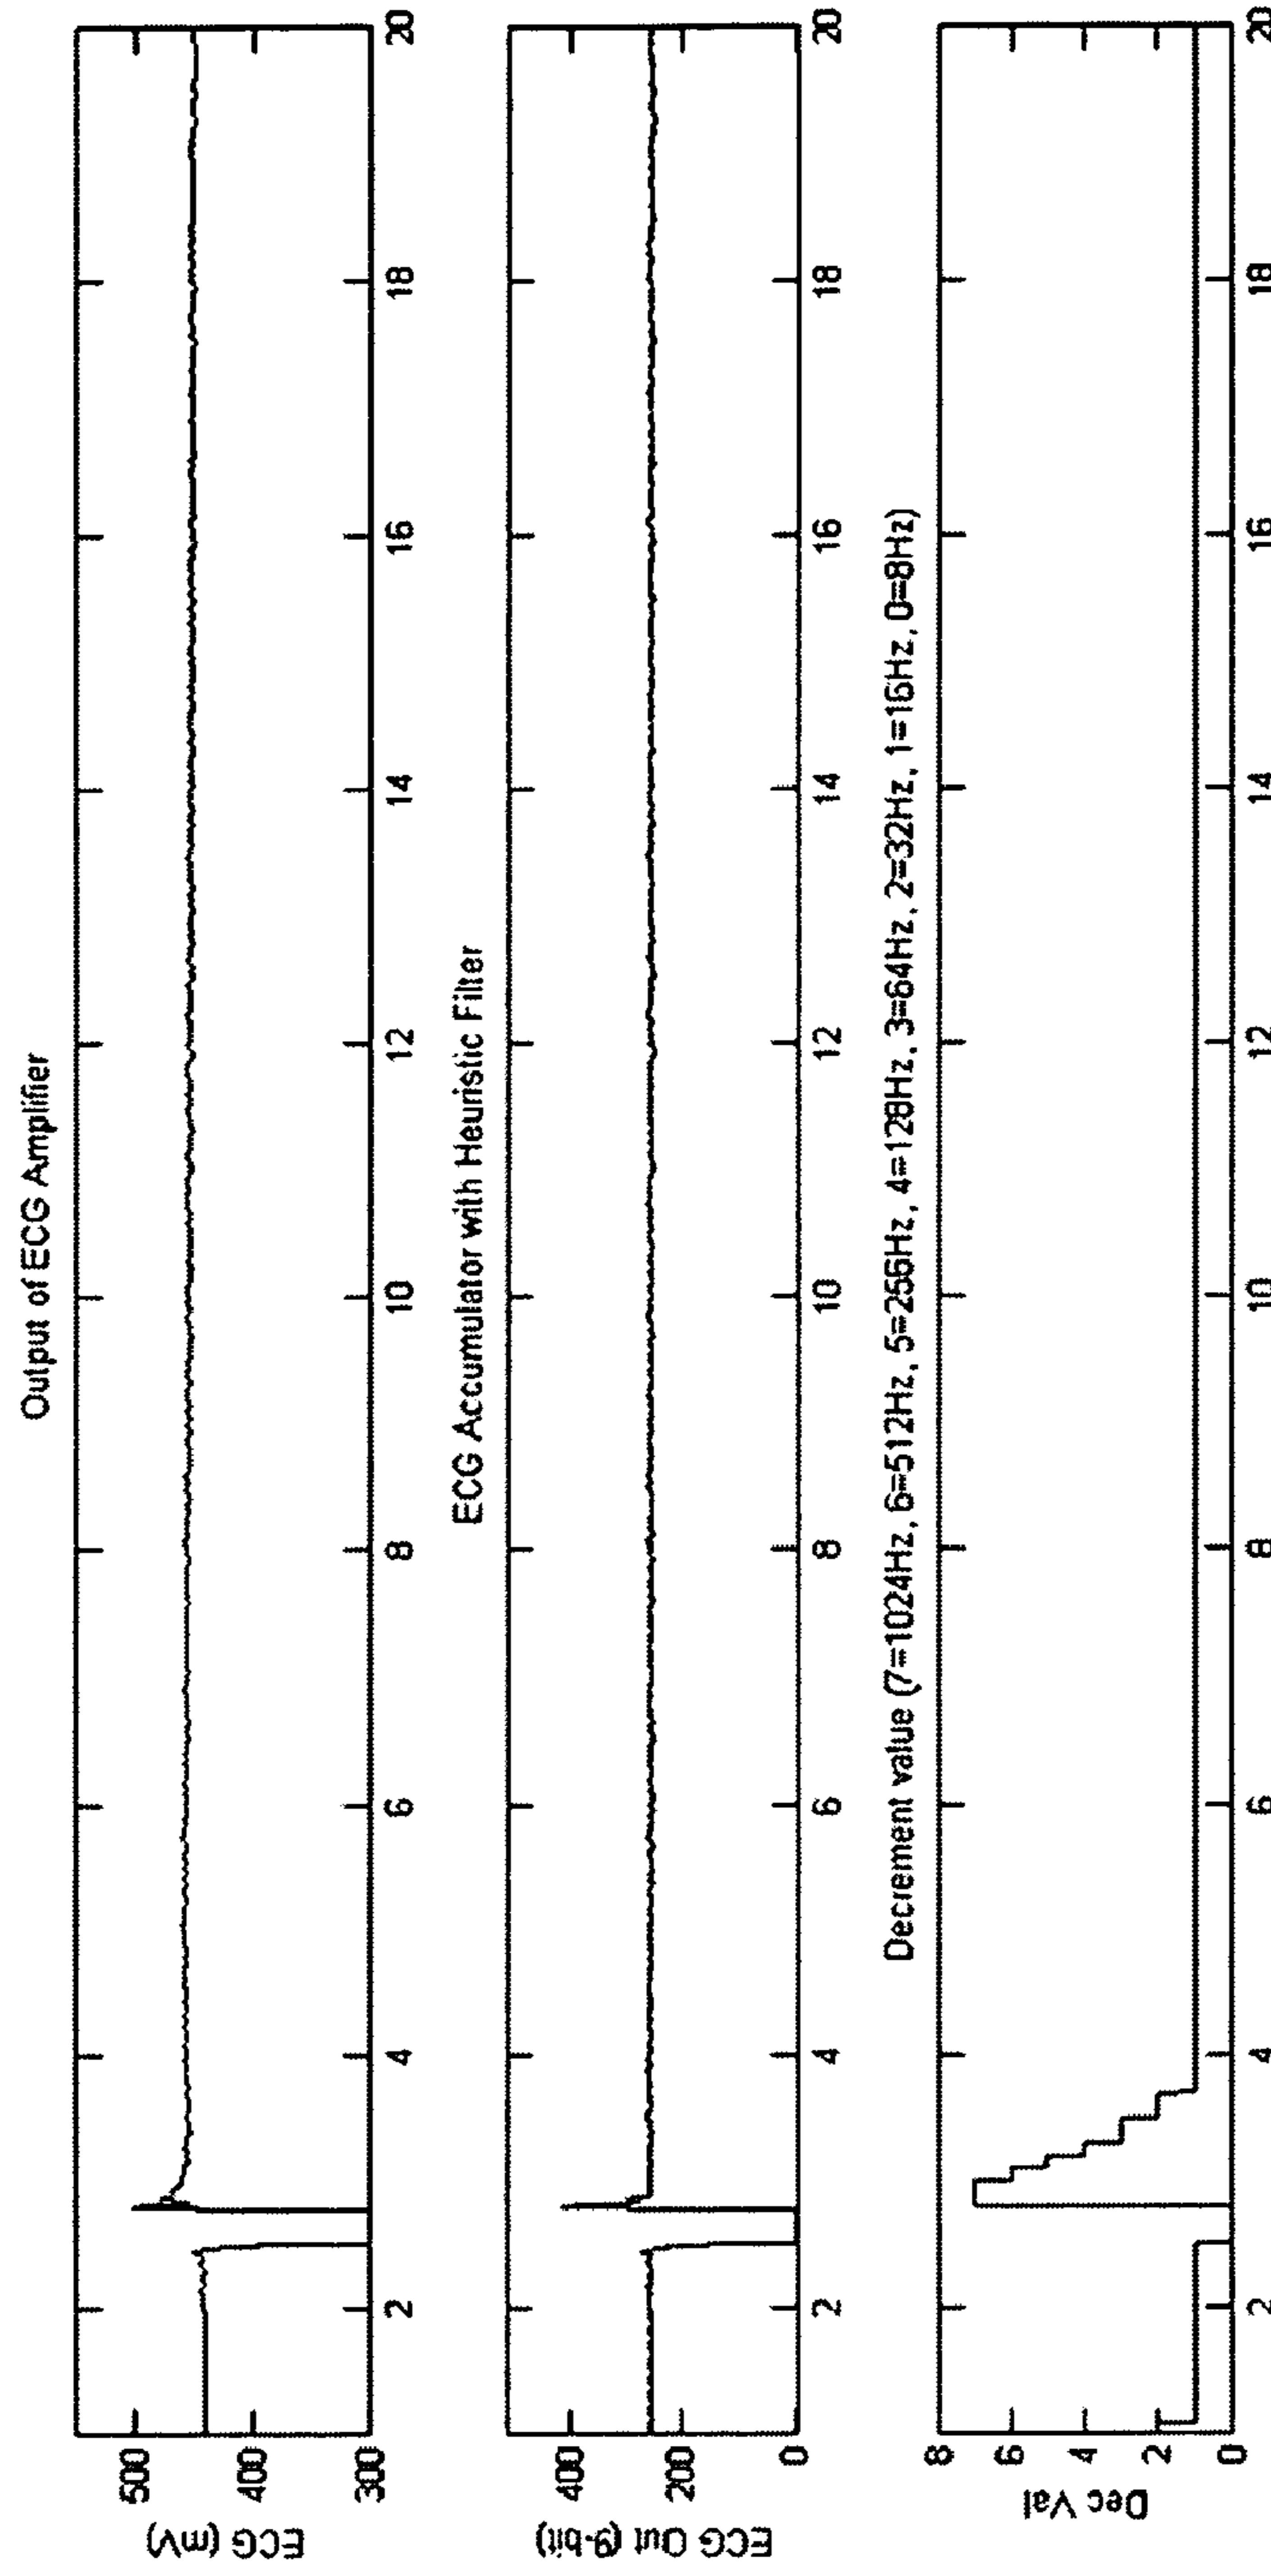 Output of ECG Amplifier
ECG (mV)
500
400
300
2 4 6 8 10 12 14 16 18 20
ECG Accumulator with Heuristic Filter
ECG Out (9-bit)
400
200
0
2 4 6 8 10 12 14 16 18 20
Decrement value (7=1024Hz, 6=512Hz, 5=256Hz, 4=128Hz, 3=64Hz, 2=32Hz, 1=16Hz, 0=8Hz)
Dec Val
8
6
4
2
0
2 4 6 8 10 12 14 16 18 20